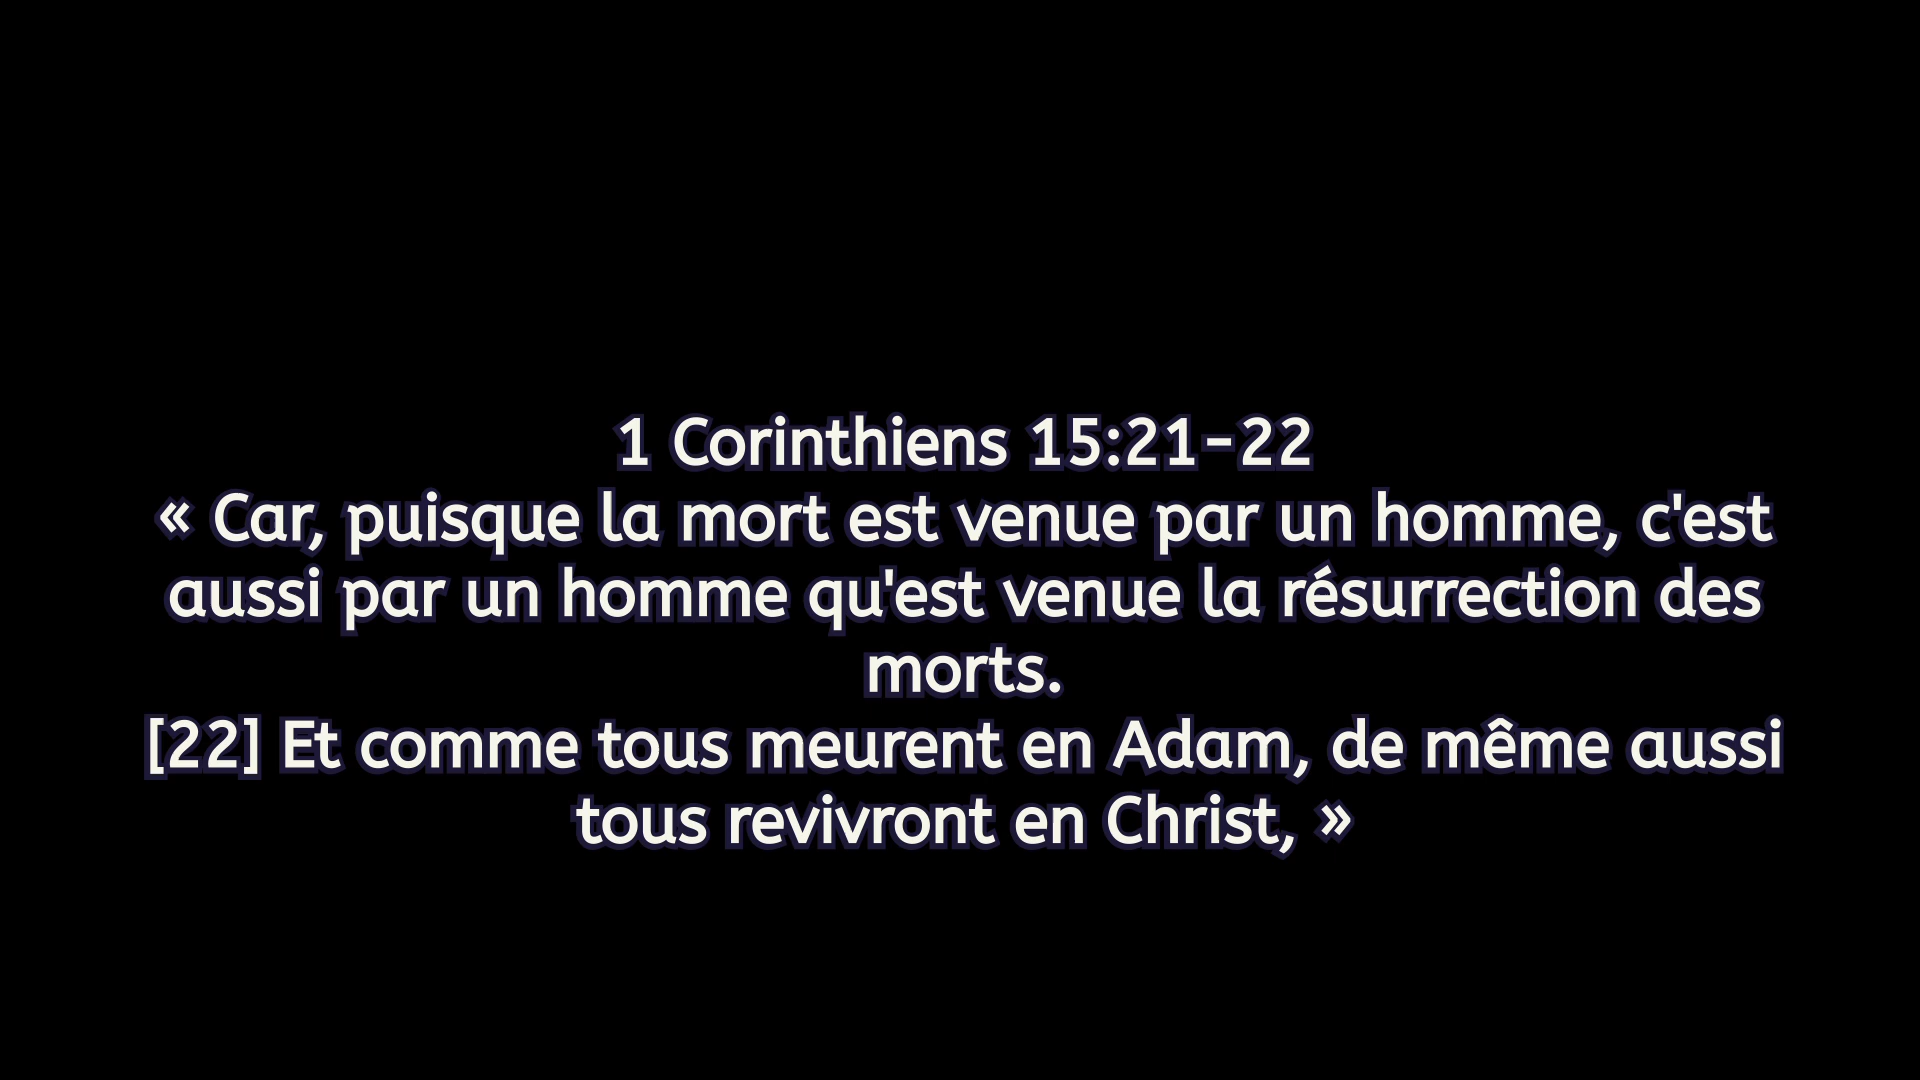 1 Corinthiens 15:21-22
« Car, puisque la mort est venue par un homme, c'est
aussi par un homme qu'est venue la résurrection des
morts.
[22] Et comme tous meurent en Adam, de même aussi
tous revivront en Christ, »